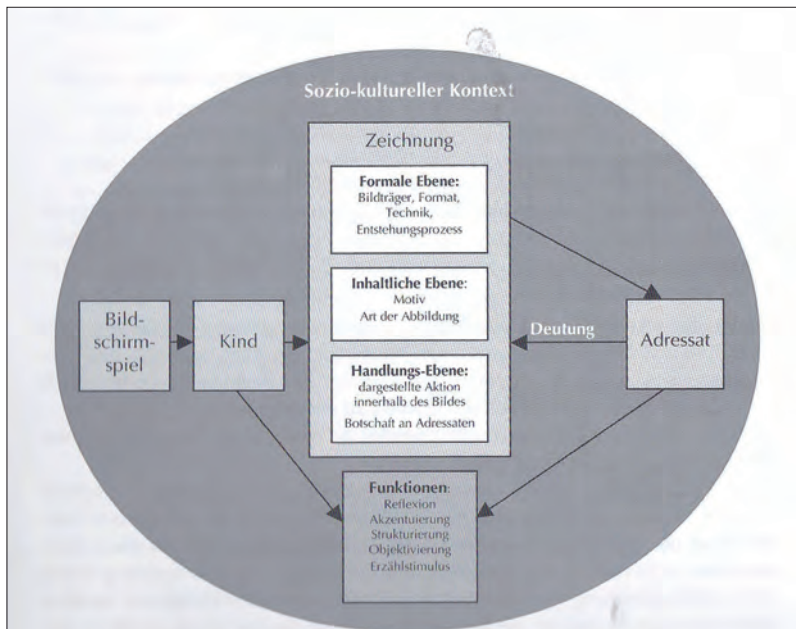 Sozio-kultureller Kontext
Zeichnung
Formale Ebene:
Bildträger, Format,
Technik,
Entstehungsprozess
Inhaltliche Ebene:
Motiv
Art der Abbildung
Handlungs-Ebene:
dargestellte Aktion
innerhalb des Bildes
Botschaft an Adressaten
Bild-
schirm-
spiel
Kind
Deutung
Adressat
Funktionen:
Reflexion
Akzentuierung
Strukturierung
Objektivierung
Erzählstimulus